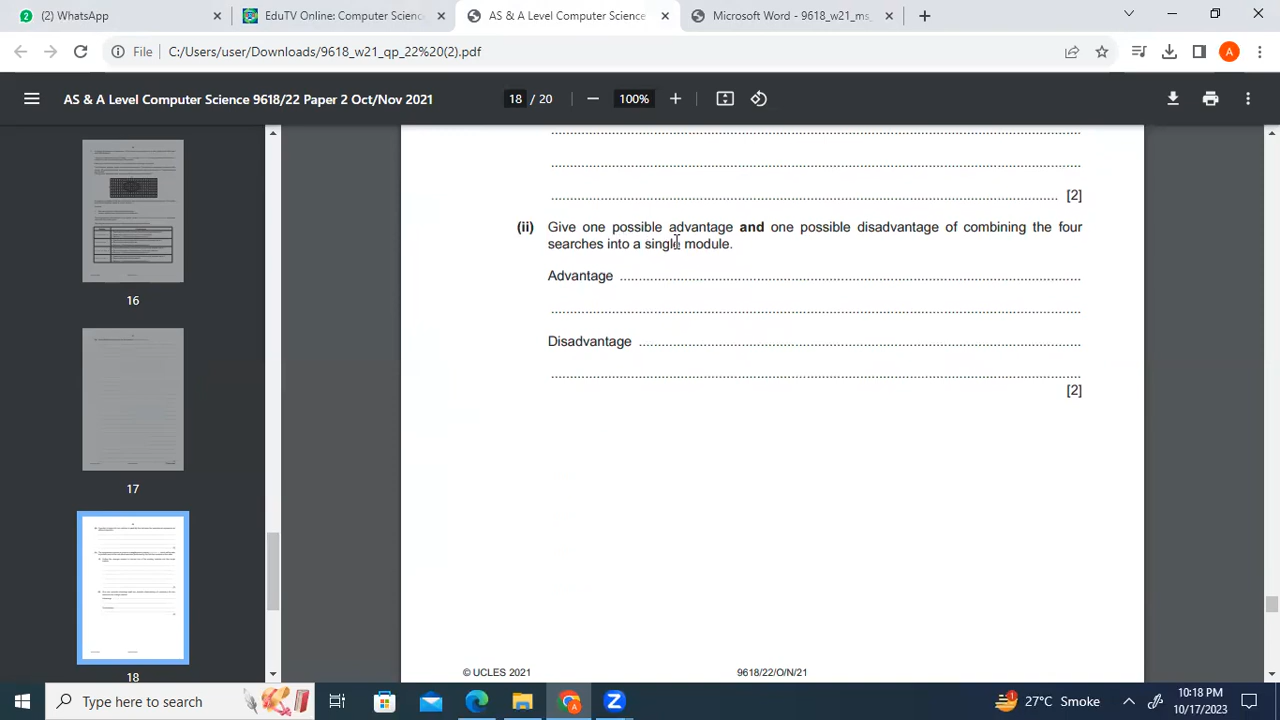 (2) WhatsApp
EduTV Online: Computer Scienc
AS & A Level Computer Science
Microsoft Word - 9618_w21_ms_
File C:/Users/user/Downloads/9618_w21_qp_22%20(2).pdf
A
AS & A Level Computer Science 9618/22 Paper 2 Oct/Nov 2021
18 / 20
100%
16
17
18
[2]
(ii) Give one possible advantage and one possible disadvantage of combining the four
searches into a single module.
Advantage
Disadvantage
[2]
© UCLES 2021
9618/22/O/N/21
Type here to search
27°C Smoke
10:18 PM
10/17/2023